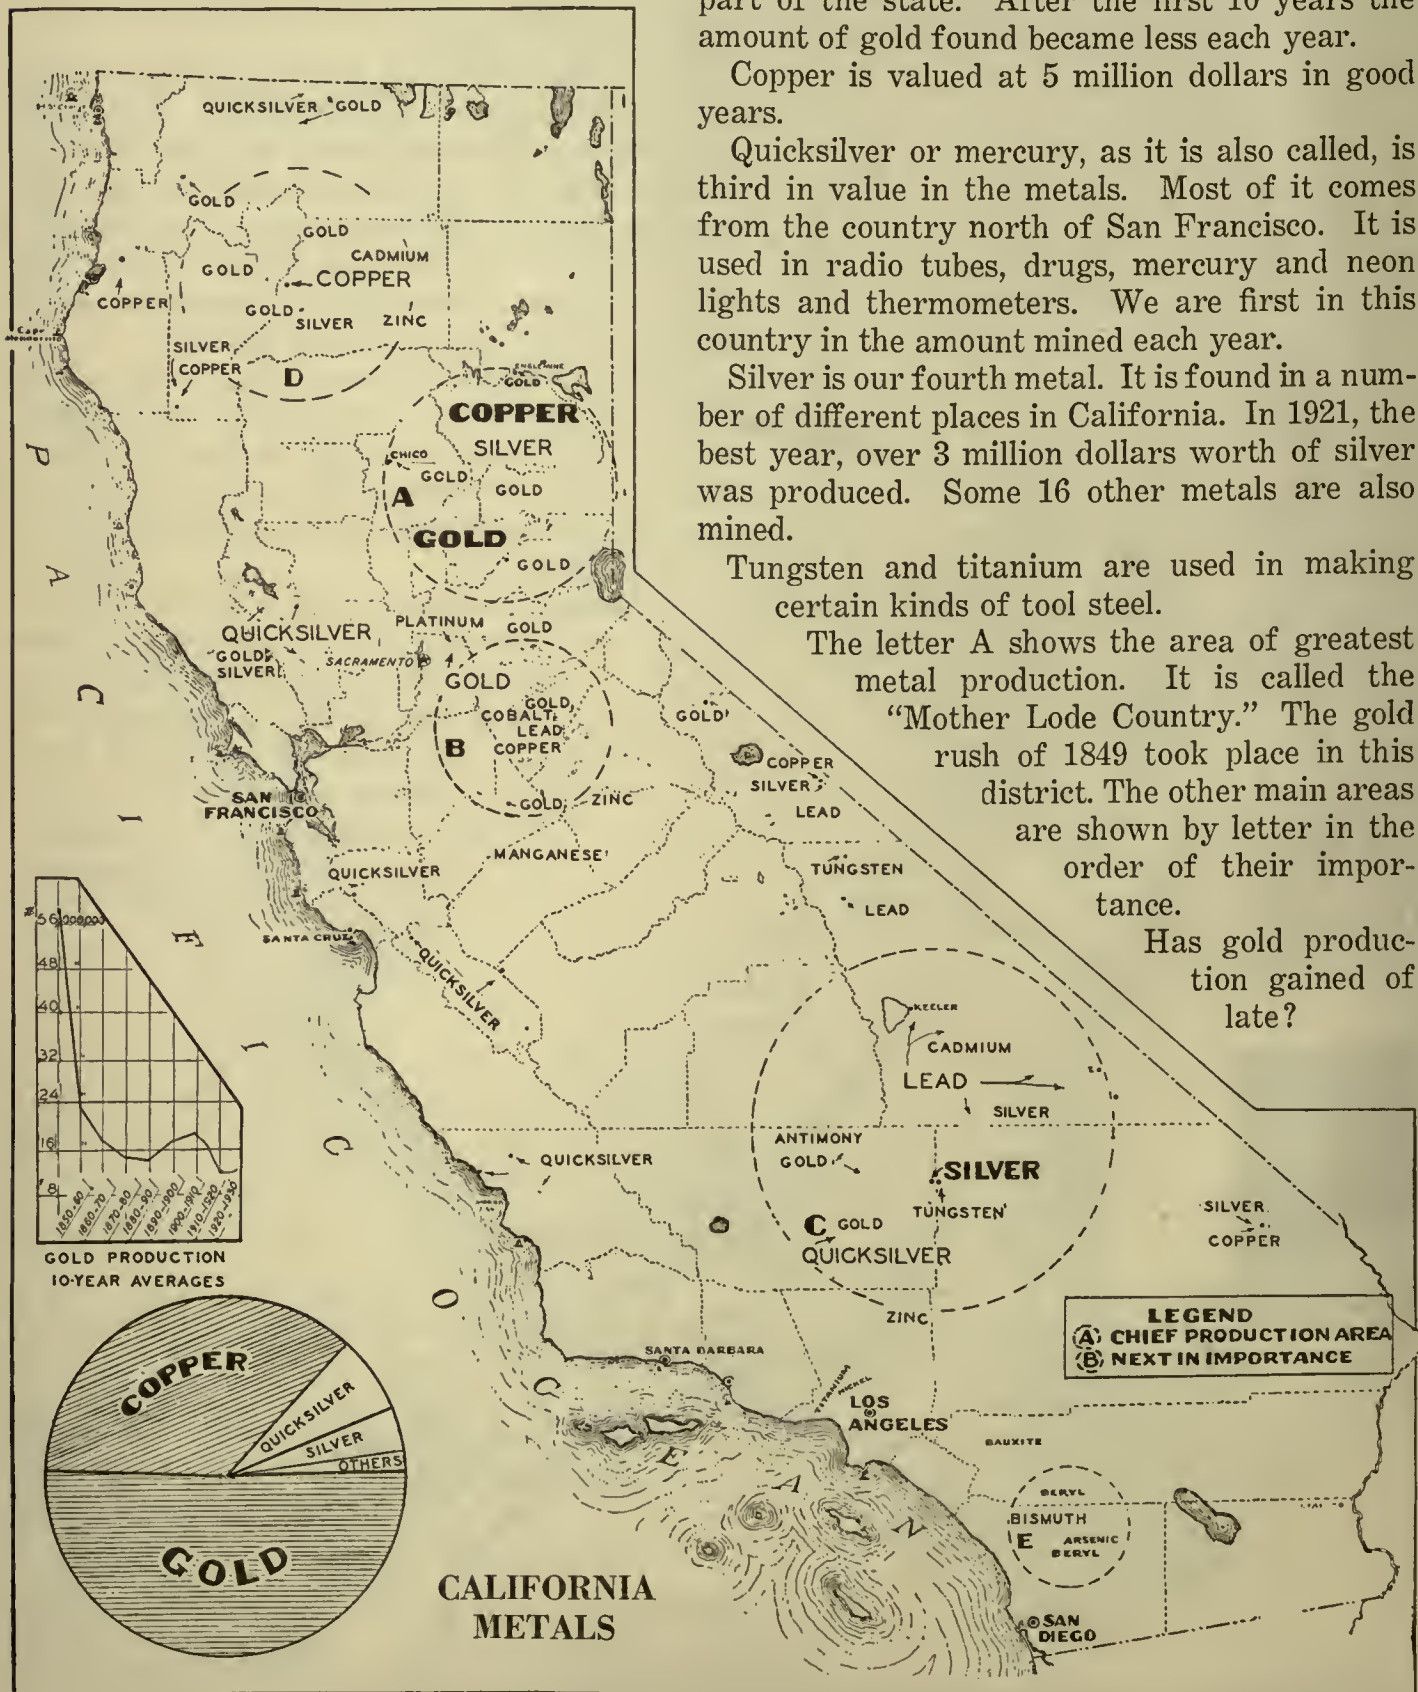 part of the state. After the first 10 years the
amount of gold found became less each year.
Copper is valued at 5 million dollars in good
years.
Quicksilver or mercury, as it is also called, is
third in value in the metals. Most of it comes
from the country north of San Francisco. It is
used in radio tubes, drugs, mercury and neon
lights and thermometers. We are first in this
country in the amount mined each year.
Silver is our fourth metal. It is found in a num-
ber of different places in California. In 1921, the
best year, over 3 million dollars worth of silver
was produced. Some 16 other metals are also
mined.
Tungsten and titanium are used in making
certain kinds of tool steel.
The letter A shows the area of greatest
metal production. It is called the
“Mother Lode Country.” The gold
rush of 1849 took place in this
district. The other main areas
are shown by letter in the
order of their impor-
tance.
Has gold produc-
tion gained of
late?
QUICKSILVER GOLD
GOLD
GOLD
GOLD
CADMIUM
COPPER
COPPER
GOLD
SILVER
ZINC
SILVER
COPPER
D
GOLD
COPPER
SILVER
CHICO
GOLD
GOLD
A
GOLD
GOLD
QUICKSILVER
PLATINUM
GOLD
GOLD
SILVER
SACRAMENTO
GOLD
GOLD
COBALT
LEAD
COPPER
B
GOLD
ZINC
GOLD
COPPER
SILVER
LEAD
SAN
FRANCISCO
MANGANESE
QUICKSILVER
TUNGSTEN
LEAD
SANTA CRUZ
QUICKSILVER
KEELER
CADMIUM
LEAD
SILVER
ANTIMONY
GOLD
SILVER
QUICKSILVER
TUNGSTEN
C GOLD
QUICKSILVER
SILVER
COPPER
ZINC
SANTA BARBARA
NICKEL
LOS
ANGELES
BAUXITE
BERYL
BISMUTH
E
ARSENIC
BERYL
SAN
DIEGO
PACIFIC
OCEAN
$56,000,000
48
40
32
24
16
8
1850-60
1860-70
1870-80
1880-90
1890-1900
1900-1910
1910-1920
1920-1930
GOLD PRODUCTION
10-YEAR AVERAGES
COPPER
QUICKSILVER
SILVER
OTHERS
GOLD
LEGEND
(A) CHIEF PRODUCTION AREA
(B) NEXT IN IMPORTANCE
CALIFORNIA
METALS